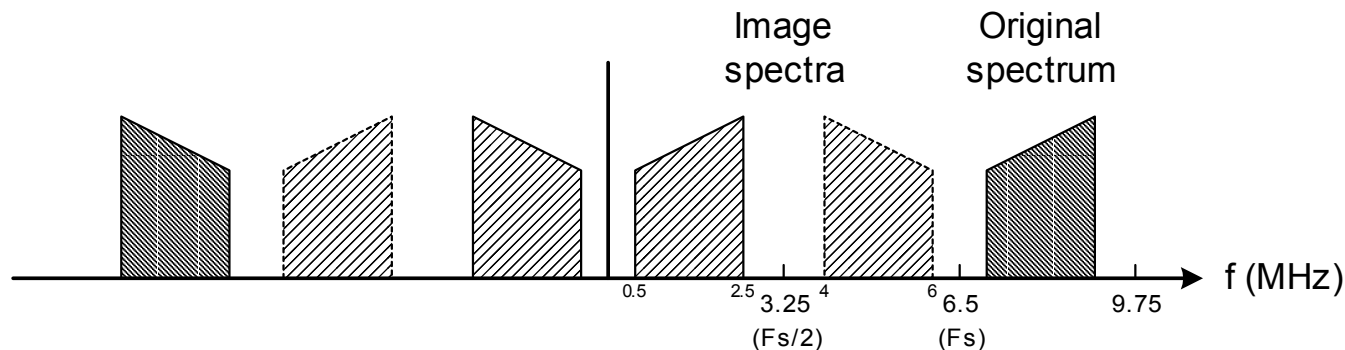 Image
spectra
Original
spectrum
f (MHz)
0.5
2.5
3.25
(Fs/2)
4
6
6.5
(Fs)
9.75